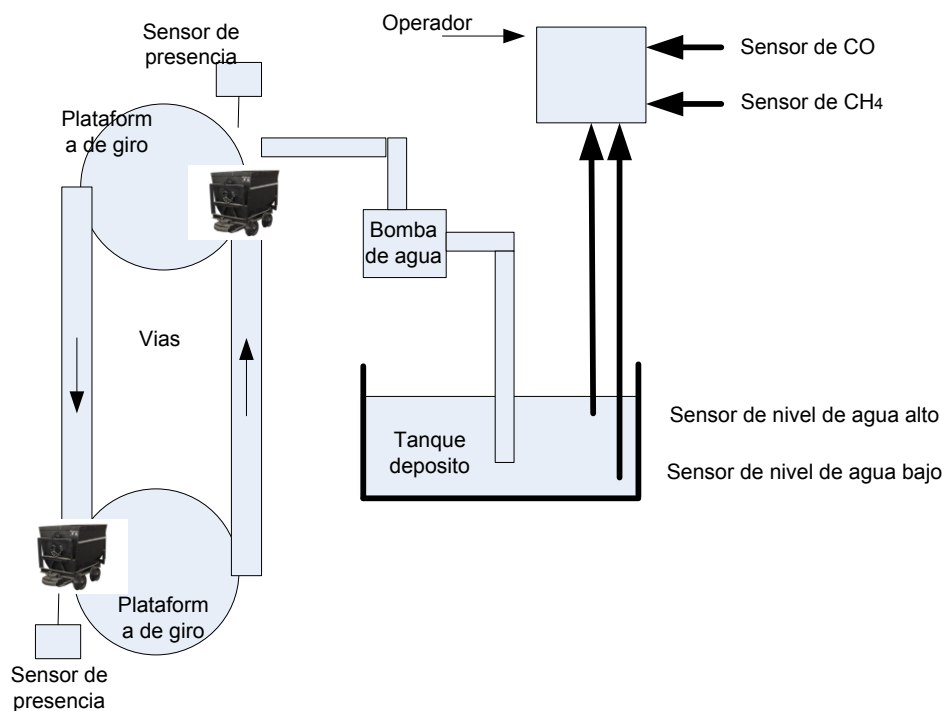 Operador
Sensor de
presencia
Sensor de CO
Sensor de CH4
Plataform
a de giro
Bomba
de agua
Vias
Sensor de nivel de agua alto
Tanque
deposito
Sensor de nivel de agua bajo
Plataform
a de giro
Sensor de
presencia